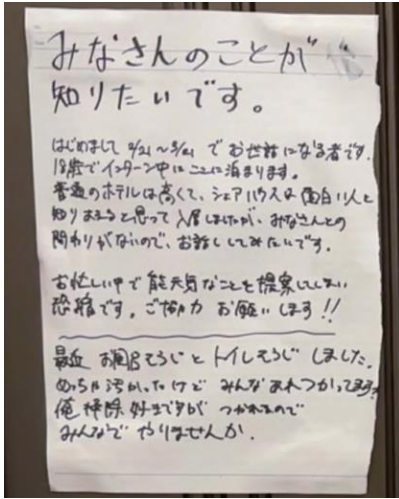 みなさんのことが
知りたいです。
はじめまして 2/21〜3/21 でお世話になる者です。
18歳でインターン中にここに泊まります。
普通のホテルは高くて、シェアハウスは面白い人と
知りあえると思って入居しましたが、みなさんとの
関わりがないので、お話ししてみたいです。
お忙しい中で能天気なことを提案してしまい
恐縮です。ご協力お願いします!!
最近お風呂そうじとトイレそうじしました。
めっちゃ汚かったけどみんなあれつかってます?
俺掃除好きですがつかれるので
みんなでやりませんか.